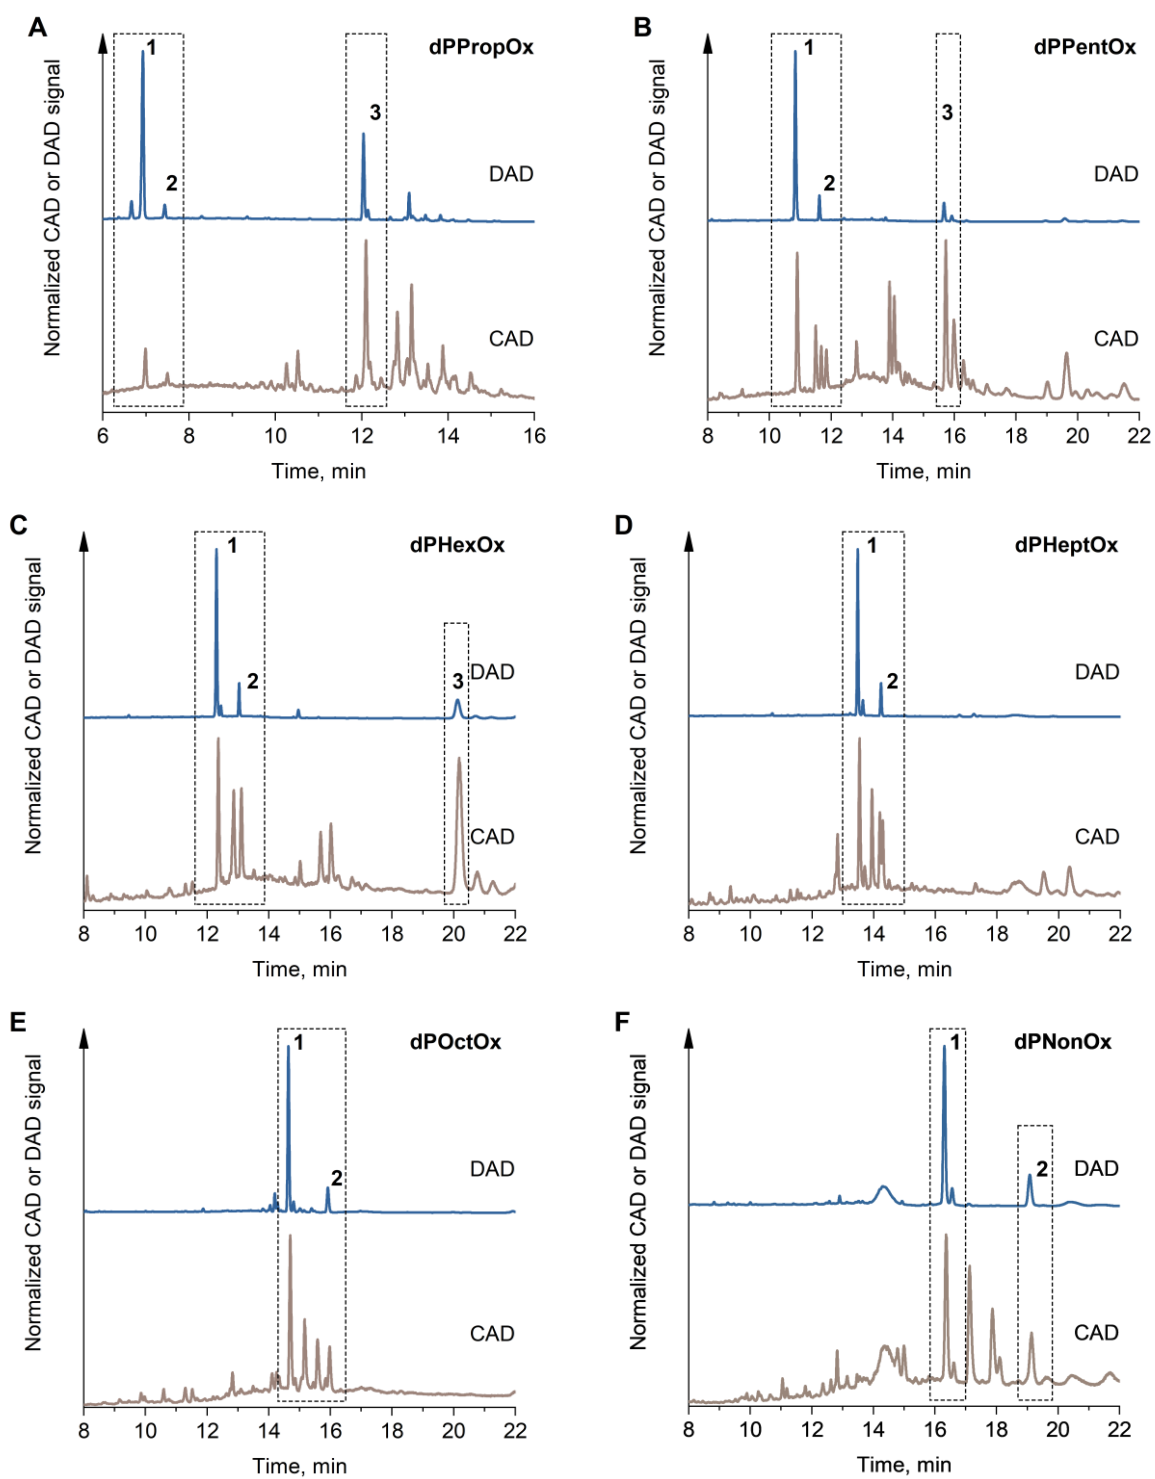 A
dPPropOx
1
2
3
DAD
CAD
Normalized CAD or DAD signal
6 8 10 12 14 16
Time, min
B
dPPentOx
1
2
3
DAD
CAD
Normalized CAD or DAD signal
8 10 12 14 16 18 20 22
Time, min
C
dPHexOx
1
2
3
DAD
CAD
Normalized CAD or DAD signal
8 10 12 14 16 18 20 22
Time, min
D
dPHeptOx
1
2
DAD
CAD
Normalized CAD or DAD signal
8 10 12 14 16 18 20 22
Time, min
E
dPOctOx
1
2
DAD
CAD
Normalized CAD or DAD signal
8 10 12 14 16 18 20 22
Time, min
F
dPNonOx
1
2
DAD
CAD
Normalized CAD or DAD signal
8 10 12 14 16 18 20 22
Time, min